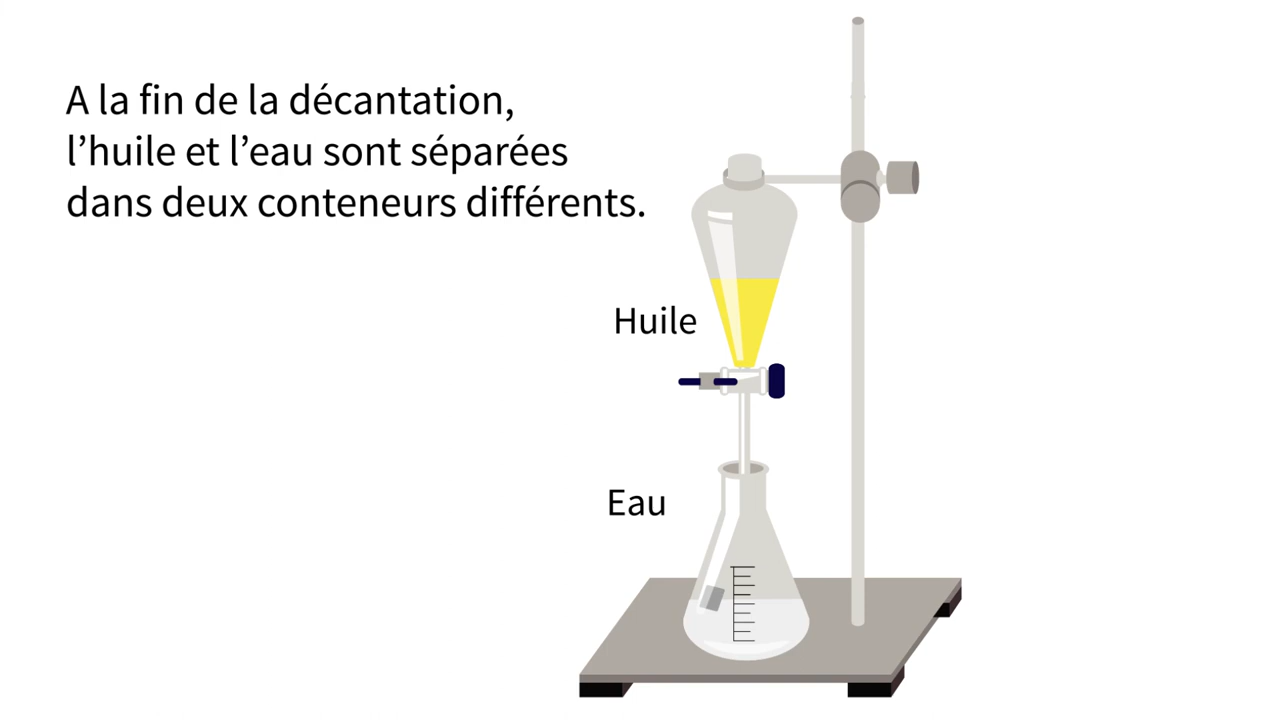 A la fin de la décantation,
l’huile et l’eau sont séparées
dans deux conteneurs différents.
Huile
Eau